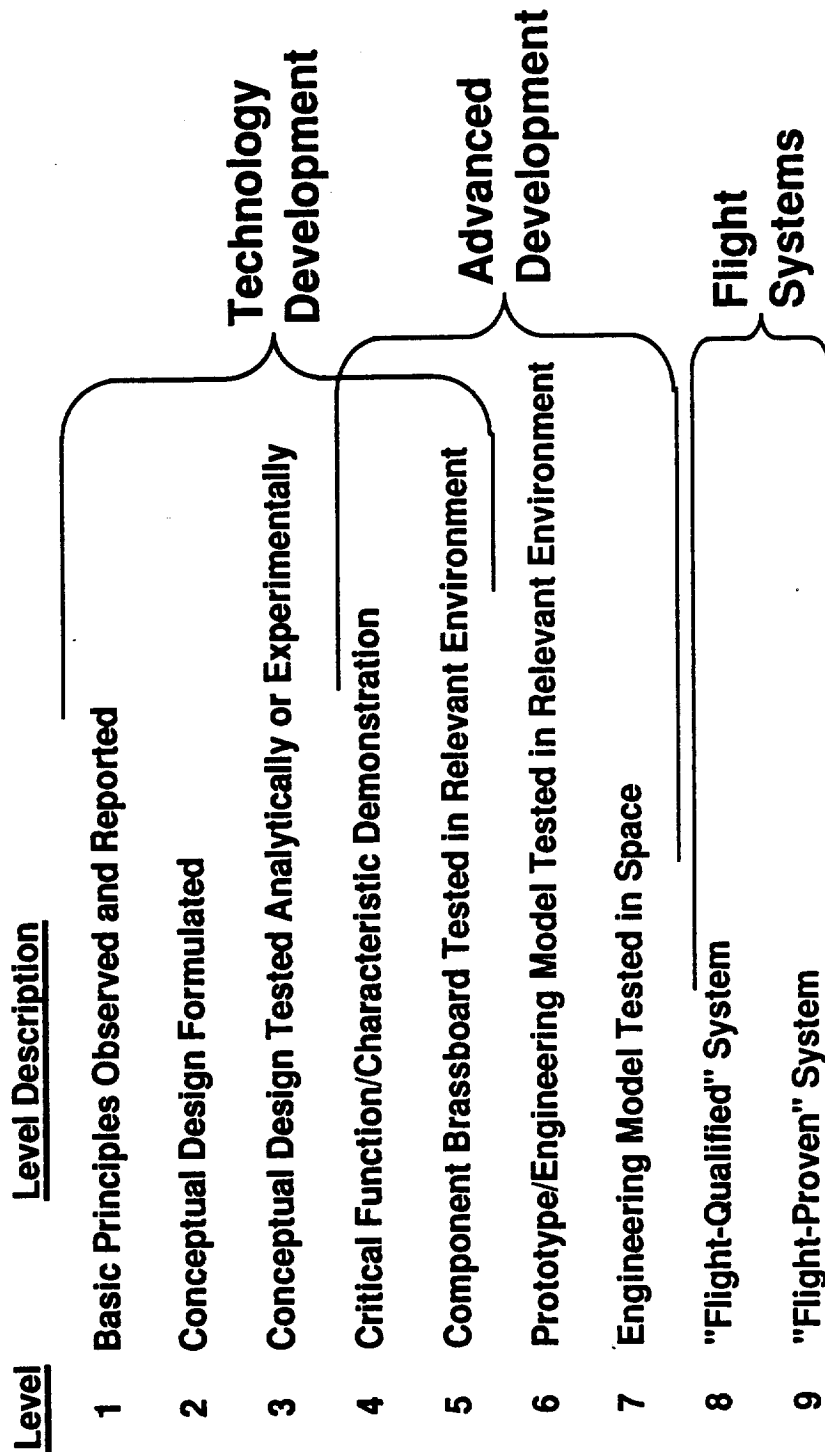 Level Level Description
1 Basic Principles Observed and Reported
2 Conceptual Design Formulated
3 Conceptual Design Tested Analytically or Experimentally
4 Critical Function/Characteristic Demonstration
5 Component Brassboard Tested in Relevant Environment
6 Prototype/Engineering Model Tested in Relevant Environment
7 Engineering Model Tested in Space
8 "Flight-Qualified" System
9 "Flight-Proven" System
Technology
Development
Advanced
Development
Flight
Systems